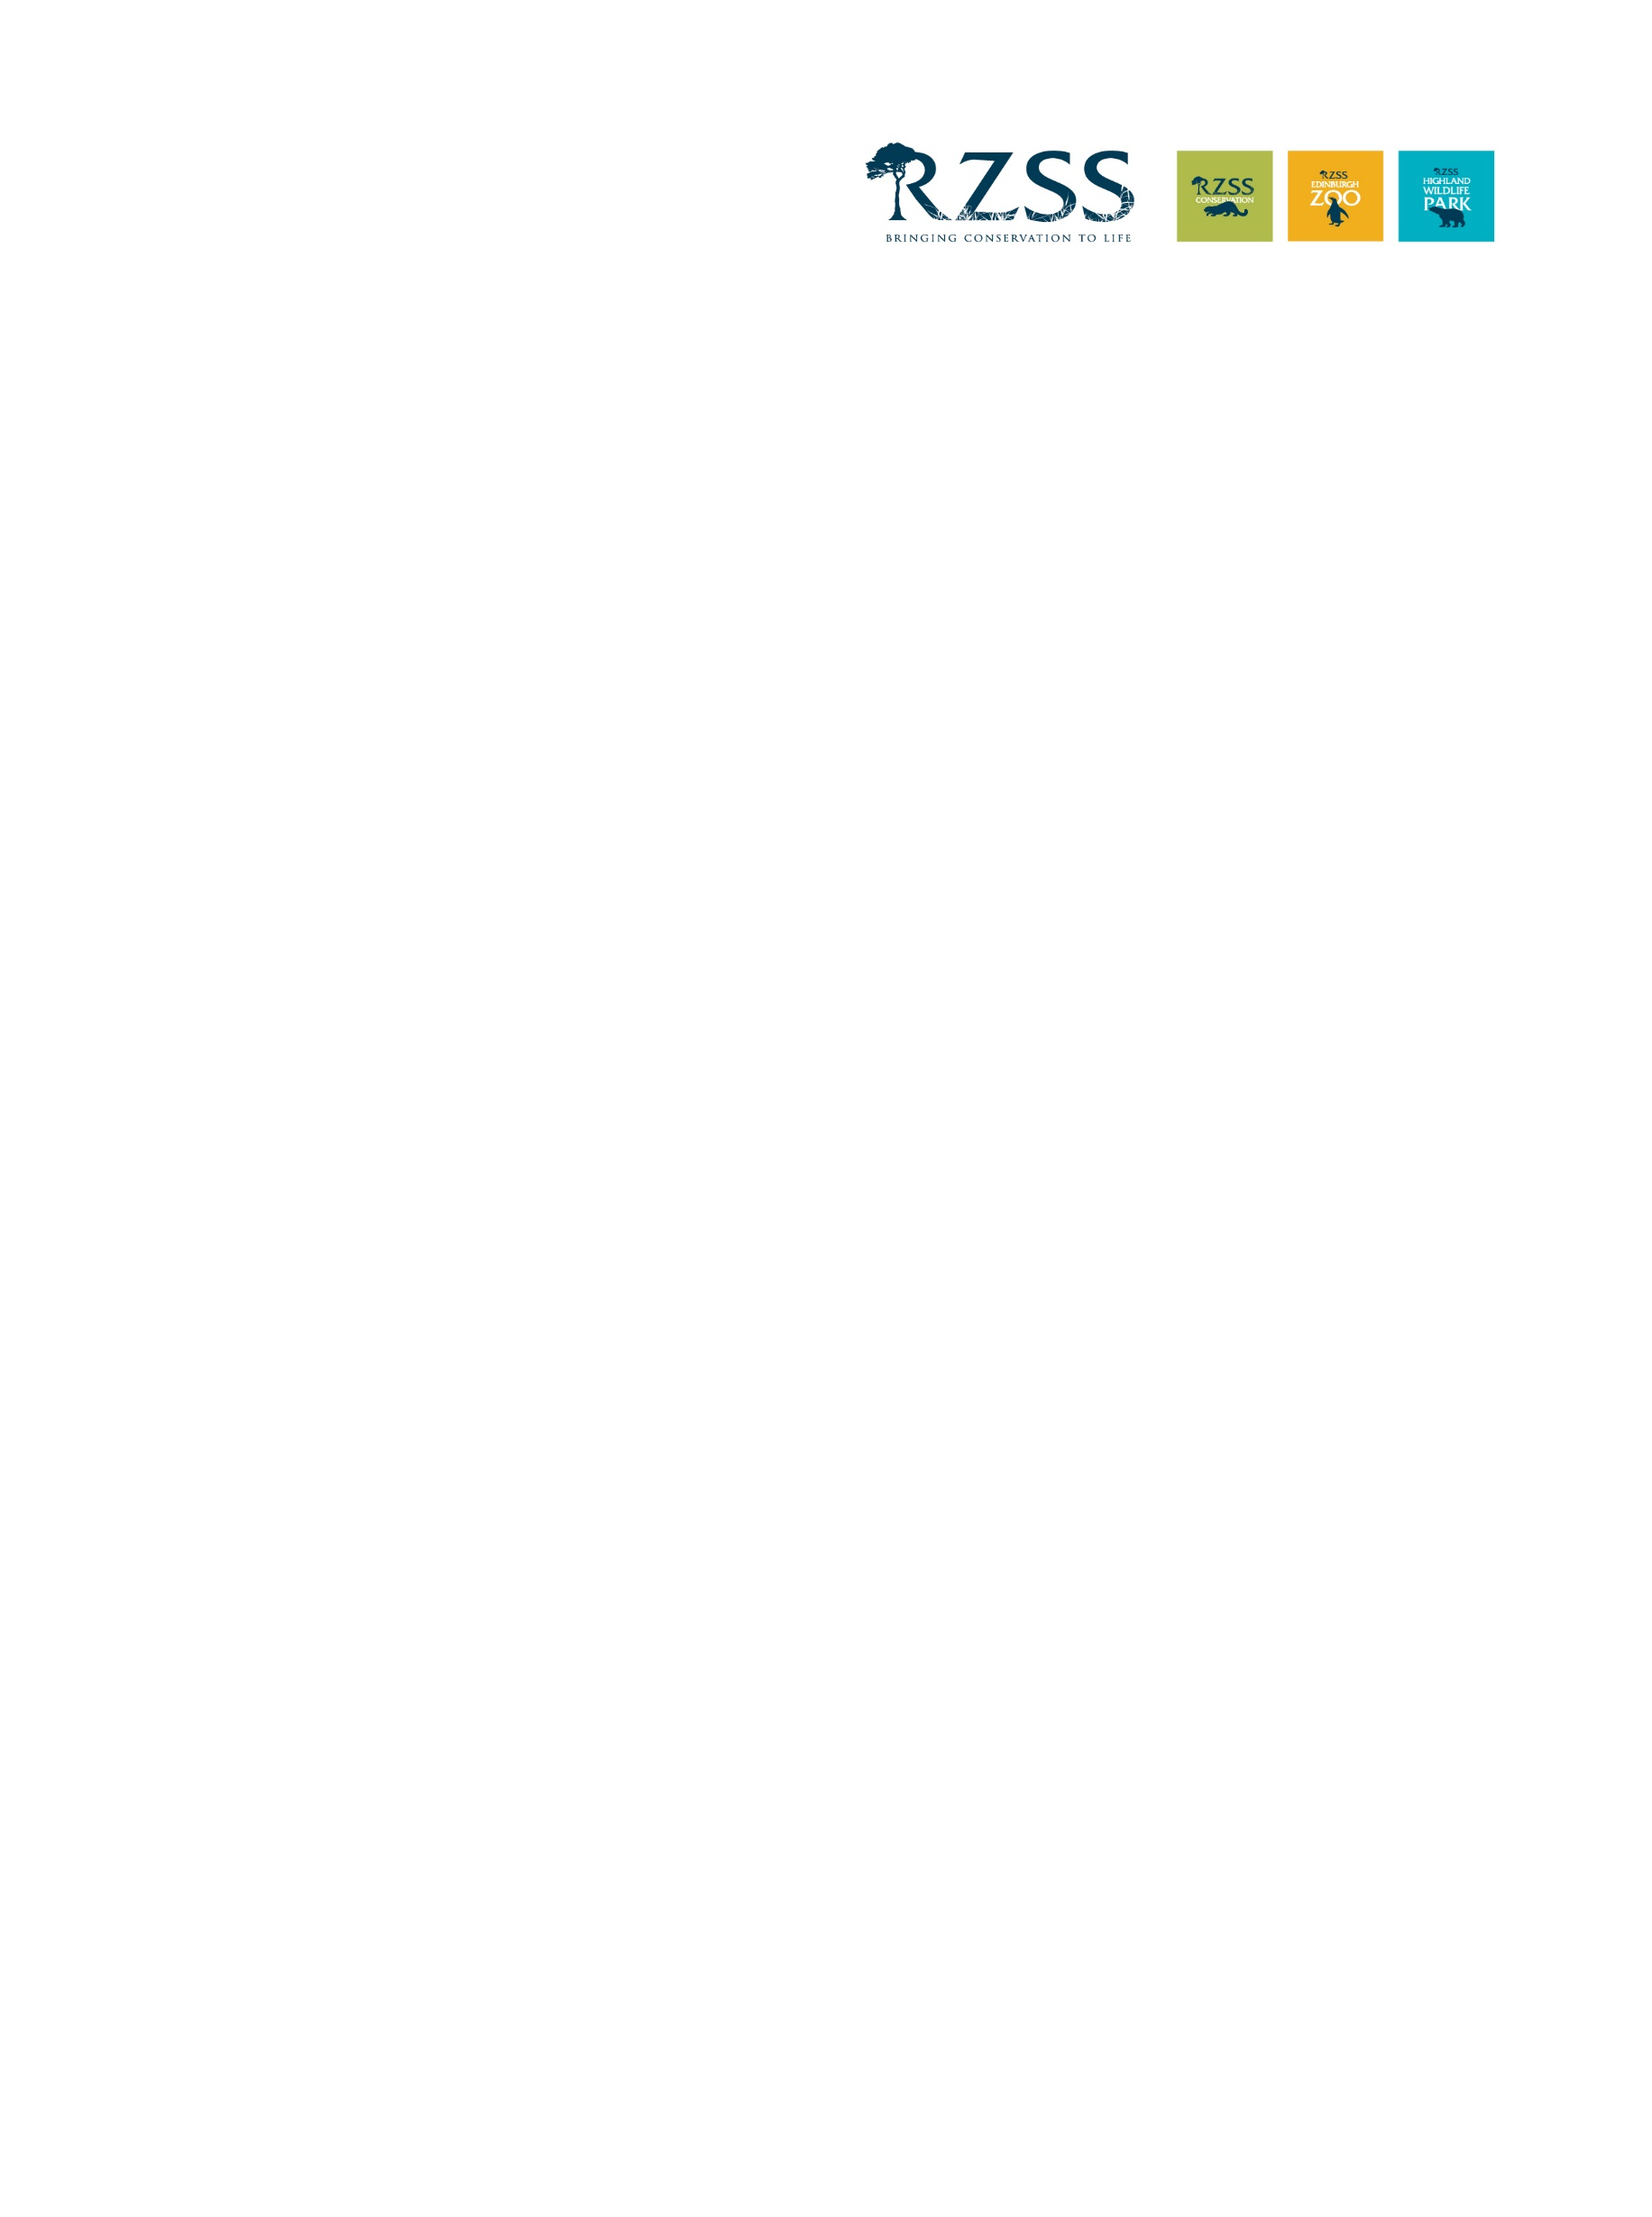 RZSS
BRINGING CONSERVATION TO LIFE
RZSS
CONSERVATION
RZSS
EDINBURGH
ZOO
RZSS
HIGHLAND
WILDLIFE
PARK